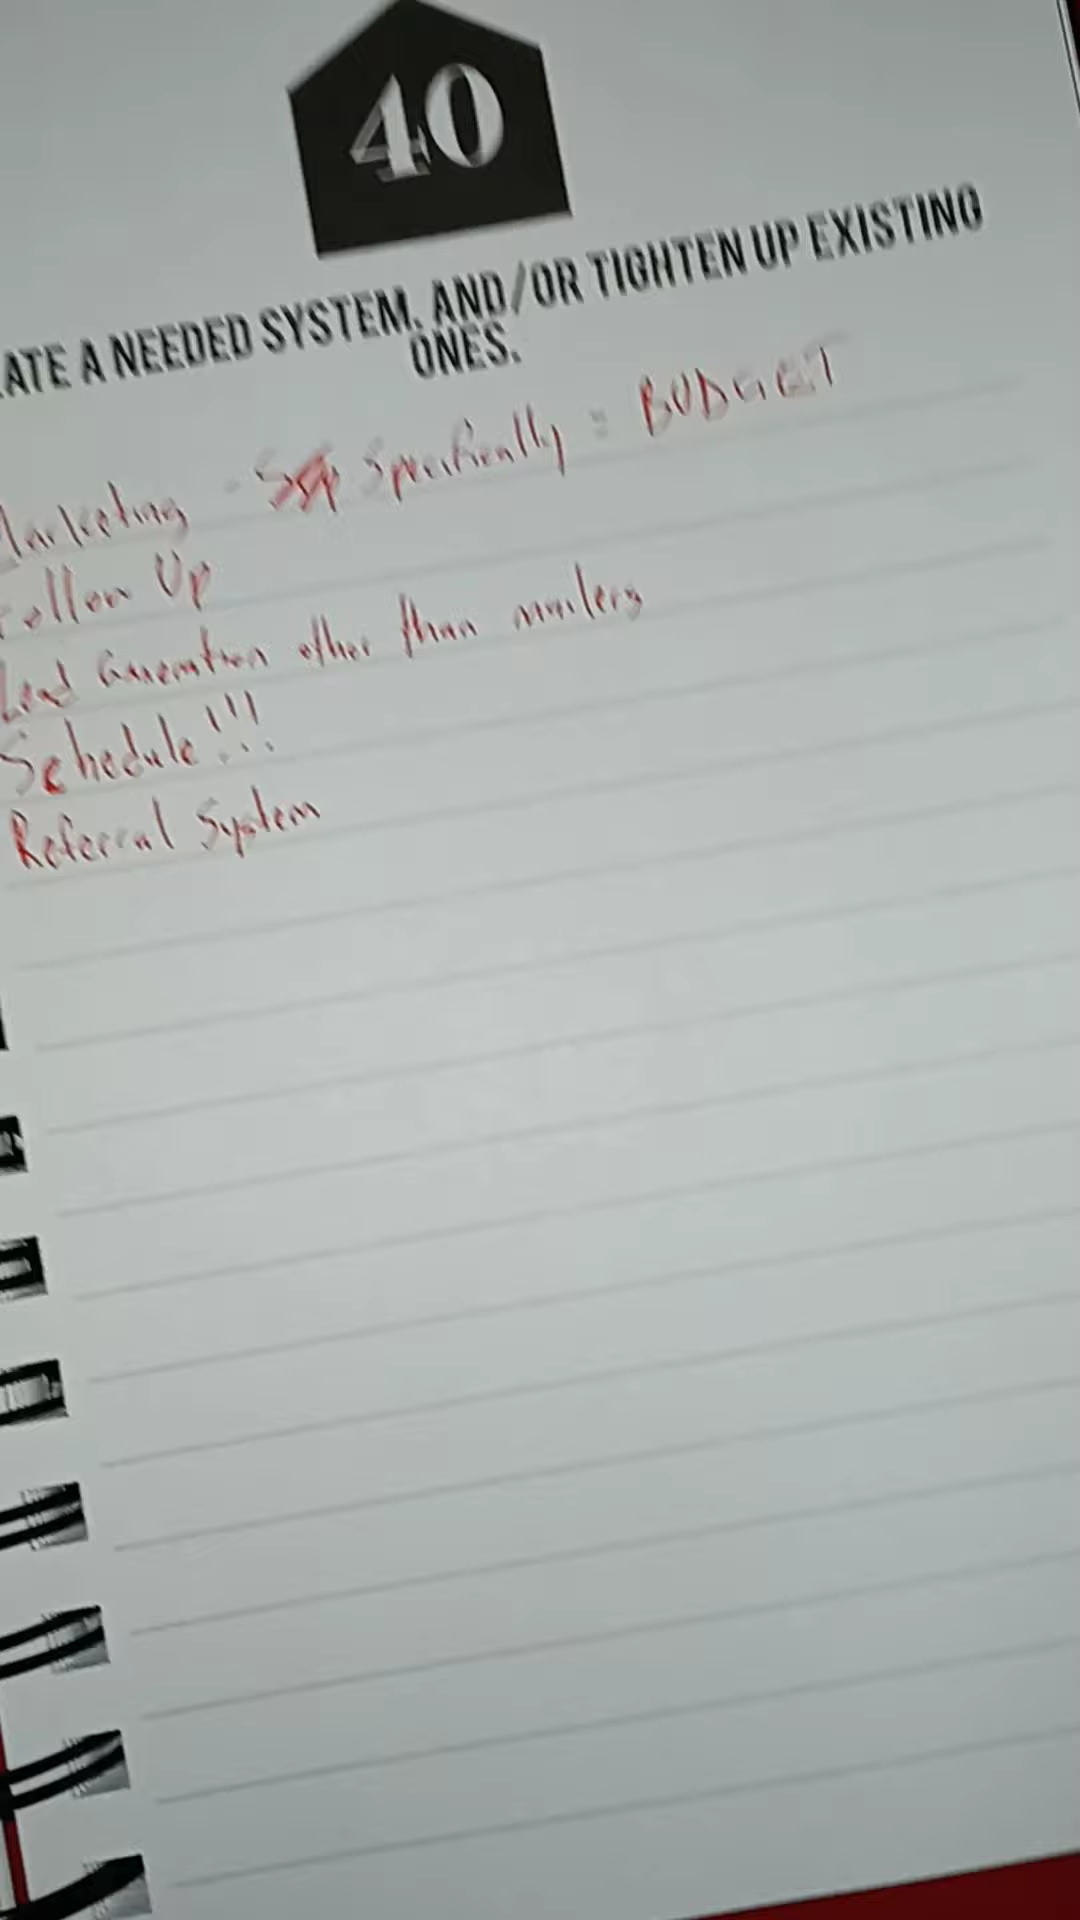 40
ATE A NEEDED SYSTEM, AND/OR TIGHTEN UP EXISTING
ONES.
Marketing - Specifically = BUDGET
Follow Up
Lead Generation other than mailers
Schedule!!!
Referral System